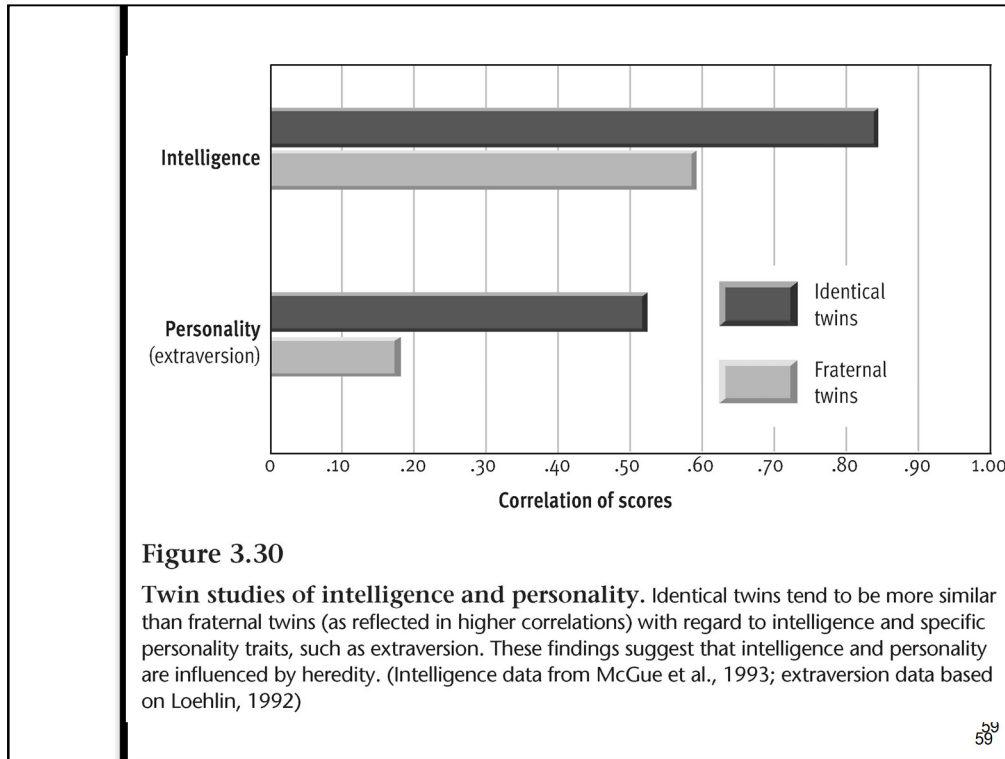 Intelligence
Personality
(extraversion)
Identical
twins
Fraternal
twins
0 .10 .20 .30 .40 .50 .60 .70 .80 .90 1.00
Correlation of scores
Figure 3.30
Twin studies of intelligence and personality. Identical twins tend to be more similar
than fraternal twins (as reflected in higher correlations) with regard to intelligence and specific
personality traits, such as extraversion. These findings suggest that intelligence and personality
are influenced by heredity. (Intelligence data from McGue et al., 1993; extraversion data based
on Loehlin, 1992)
59
59